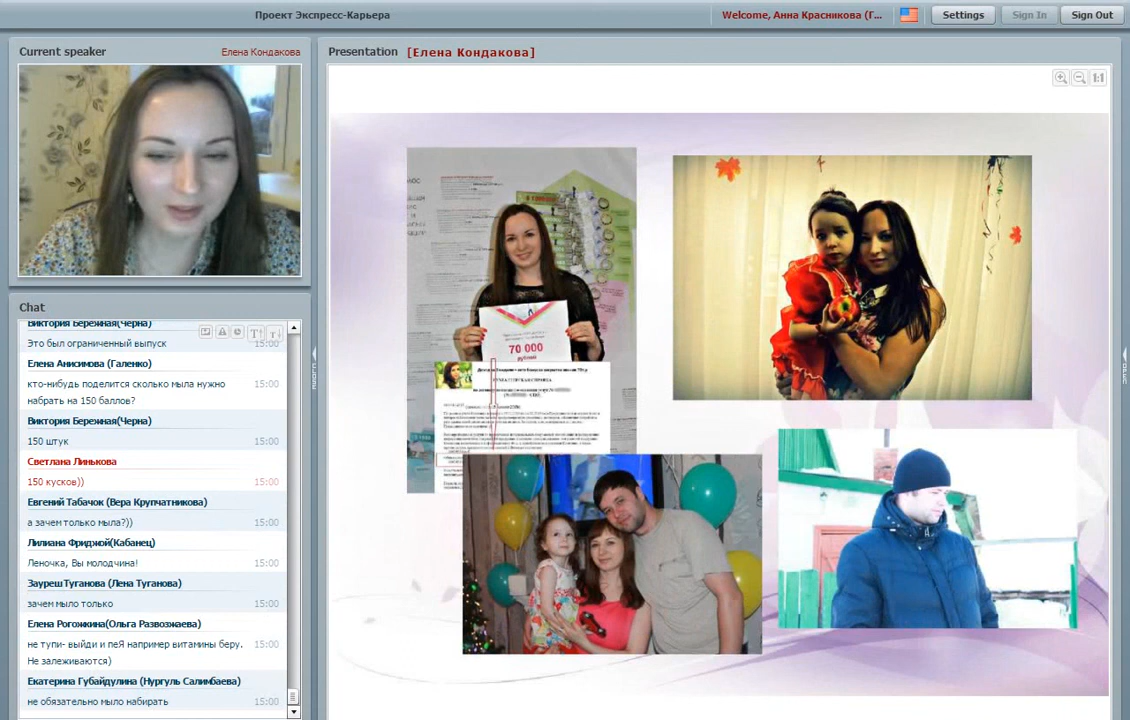 Проект Экспресс-Карьера
Welcome, Анна Красникова (Г...
Settings
Sign In
Sign Out
Current speaker
Елена Кондакова
Presentation [Елена Кондакова]
1:1
70 000
рублей
Chat
Виктория Бережная(Черна)
Это был ограниченный выпуск 15:00
Елена Анисимова (Галенко)
кто-нибудь поделится сколько мыла нужно 15:00
набрать на 150 баллов?
Виктория Бережная(Черна)
150 штук 15:00
Светлана Линькова
150 кусков)) 15:00
Евгений Табачок (Вера Крупчатникова)
а зачем только мыла?)) 15:00
Лилиана Фриджой(Кабанец)
Леночка, Вы молодчина! 15:00
Зауреш Туганова (Лена Туганова)
зачем мыло только 15:00
Елена Рогожкина(Ольга Развозжаева)
не тупи- выйди и пеЯ например витамины беру. 15:00
Не залеживаются)
Екатерина Губайдулина (Нургуль Салимбаева)
не обязательно мыло набирать 15:00